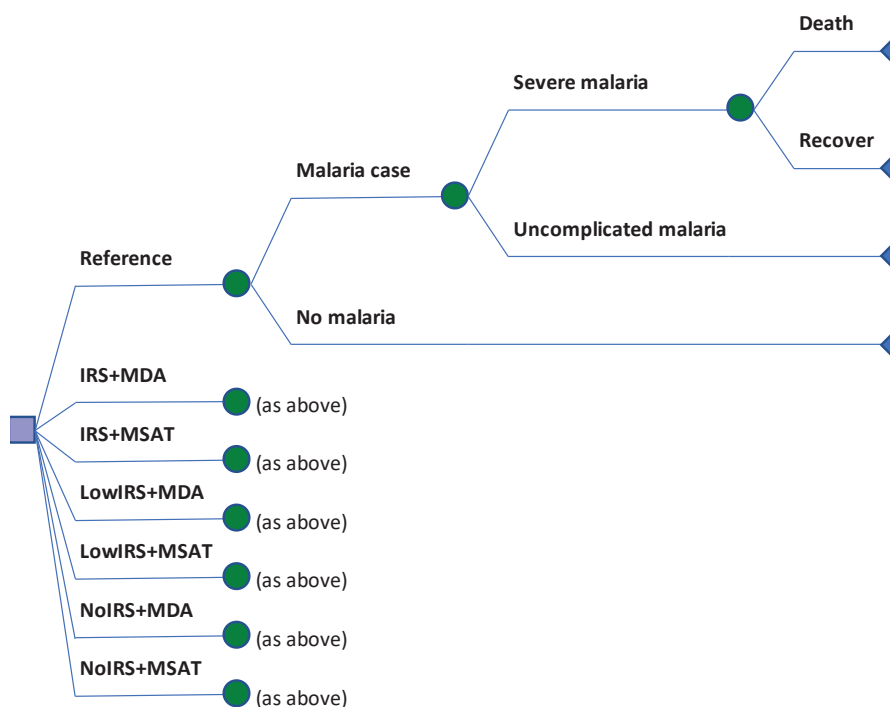 Death
Severe malaria
Recover
Malaria case
Uncomplicated malaria
Reference
No malaria
IRS+MDA
(as above)
IRS+MSAT
(as above)
LowIRS+MDA
(as above)
LowIRS+MSAT
(as above)
NoIRS+MDA
(as above)
NoIRS+MSAT
(as above)